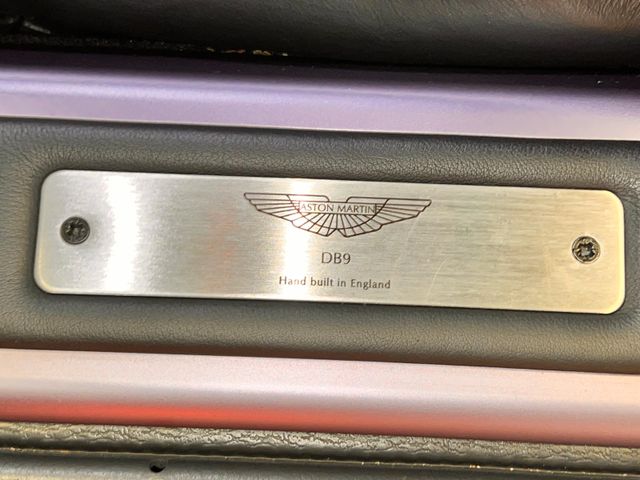 ASTON MARTIN
DB9
Hand built in England